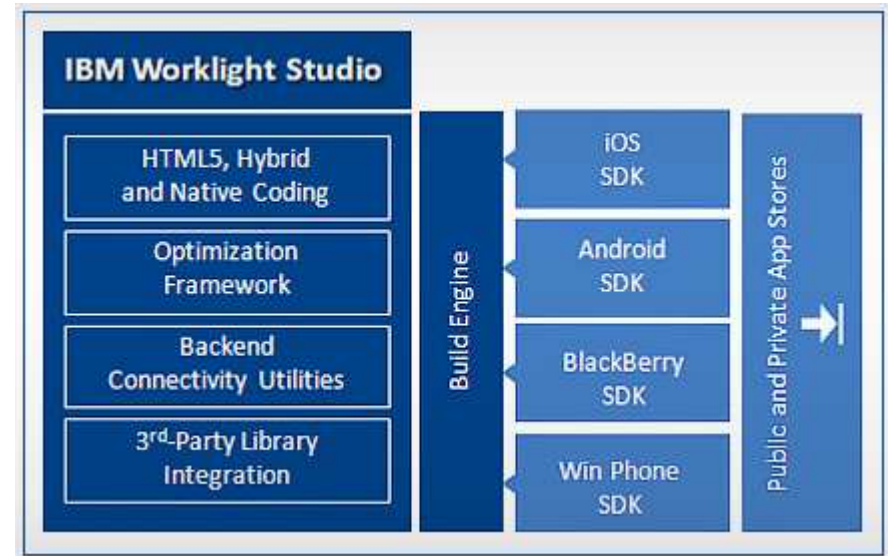 IBM Worklight Studio
HTML5, Hybrid
and Native Coding
Optimization
Framework
Backend
Connectivity Utilities
3rd-Party Library
Integration
Build Engine
iOS
SDK
Android
SDK
BlackBerry
SDK
Win Phone
SDK
Public and Private App Stores